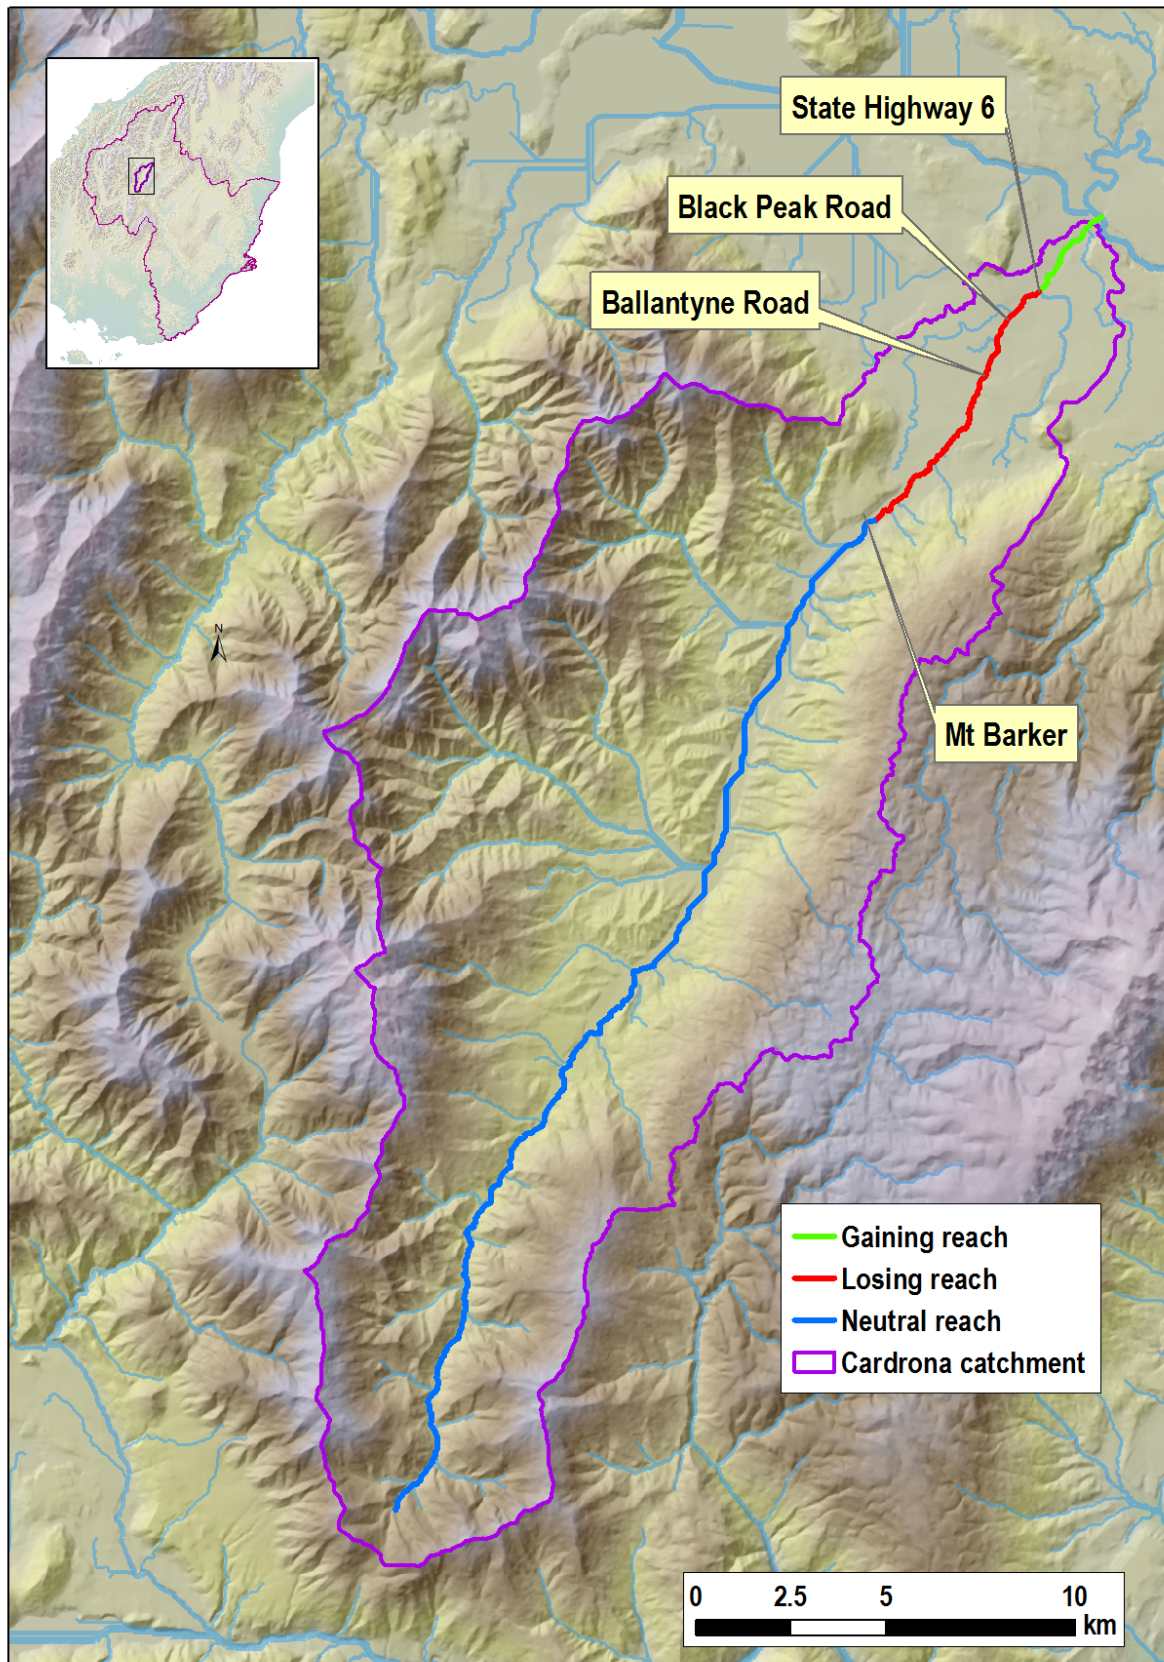 State Highway 6
Black Peak Road
Ballantyne Road
N
Mt Barker
Gaining reach
Losing reach
Neutral reach
Cardrona catchment
0 2.5 5 10
km